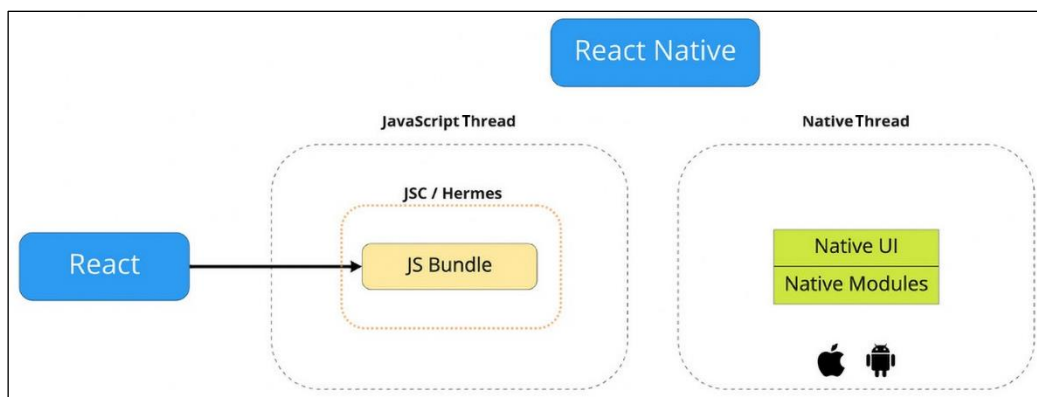 React Native
JavaScript Thread
Native Thread
JSC / Hermes
React
JS Bundle
Native UI
Native Modules